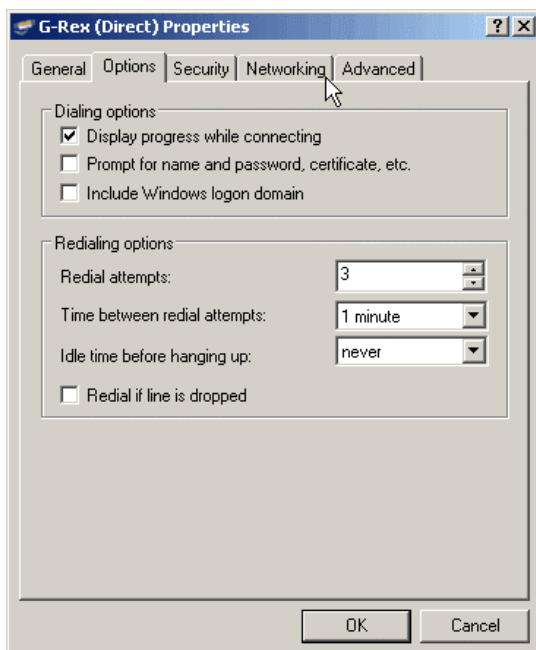 G-Rex (Direct) Properties
General Options Security Networking Advanced
Dialing options
Display progress while connecting
Prompt for name and password, certificate, etc.
Include Windows logon domain
Redialing options
Redial attempts: 3
Time between redial attempts: 1 minute
Idle time before hanging up: never
Redial if line is dropped
OK Cancel